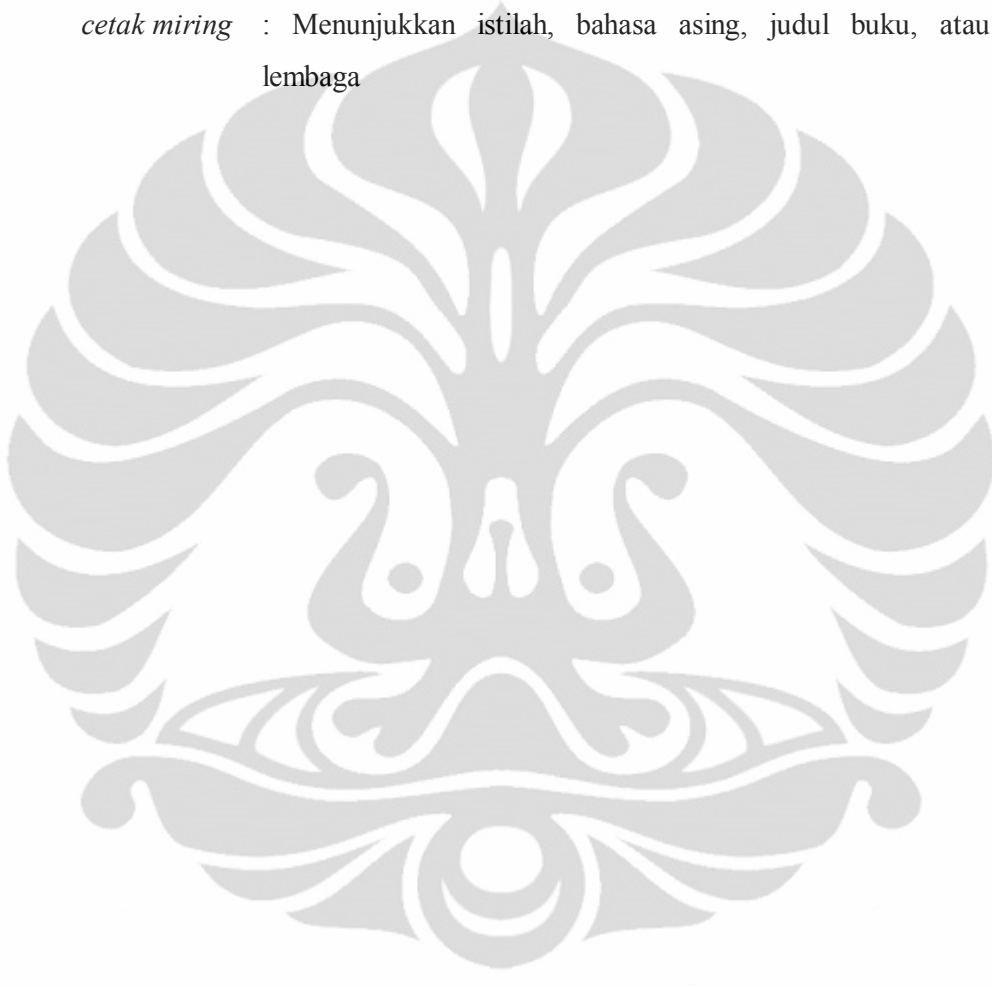 cetak miring : Menunjukkan istilah, bahasa asing, judul buku, atau
lembaga